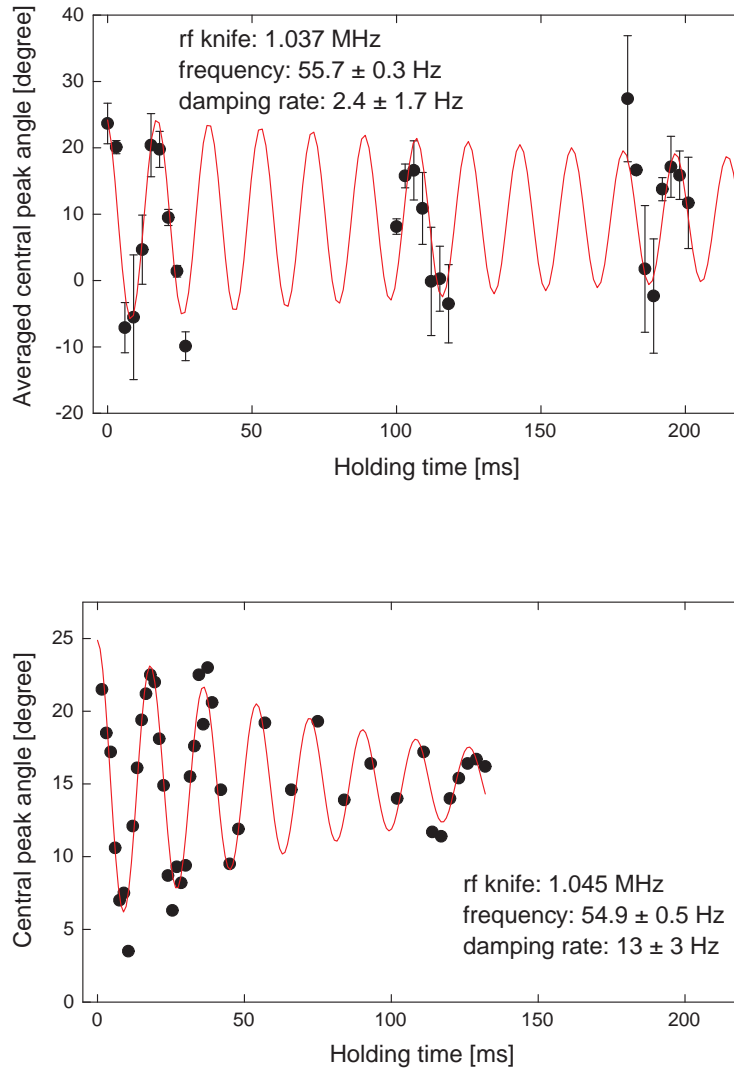 rf knife: 1.037 MHz
frequency: 55.7 ± 0.3 Hz
damping rate: 2.4 ± 1.7 Hz
Averaged central peak angle [degree]
40
30
20
10
0
-10
-20
0
50
100
150
200
Holding time [ms]
Central peak angle [degree]
25
20
15
10
5
0
rf knife: 1.045 MHz
frequency: 54.9 ± 0.5 Hz
damping rate: 13 ± 3 Hz
0
50
100
150
200
Holding time [ms]